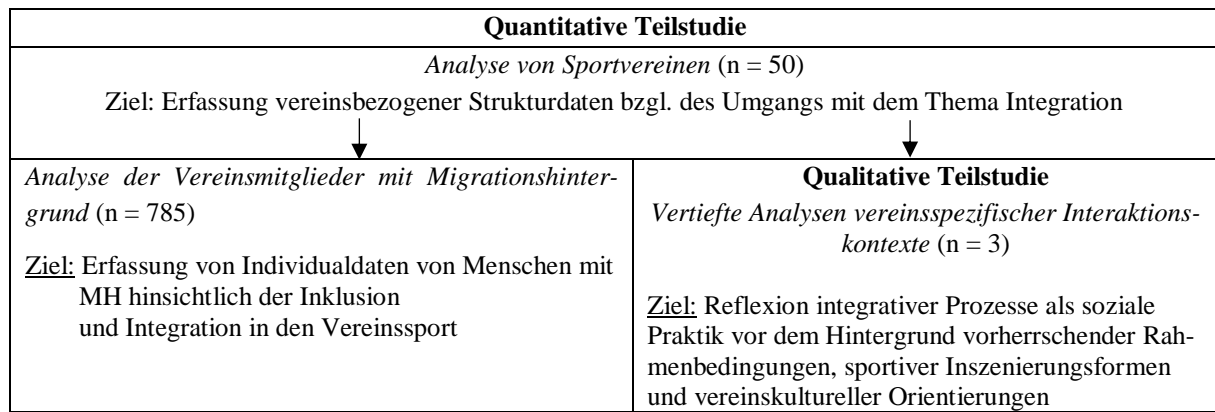 Quantitative Teilstudie
Analyse von Sportvereinen (n = 50)
Ziel: Erfassung vereinsbezogener Strukturdaten bzgl. des Umgangs mit dem Thema Integration
Analyse der Vereinsmitglieder mit Migrationshinter-
grund (n = 785)
Ziel: Erfassung von Individualdaten von Menschen mit
MH hinsichtlich der Inklusion
und Integration in den Vereinssport
Qualitative Teilstudie
Vertiefte Analysen vereinsspezifischer Interaktions-
kontexte (n = 3)
Ziel: Reflexion integrativer Prozesse als soziale
Praktik vor dem Hintergrund vorherrschender Rah-
menbedingungen, sportiver Inszenierungsformen
und vereinskultureller Orientierungen